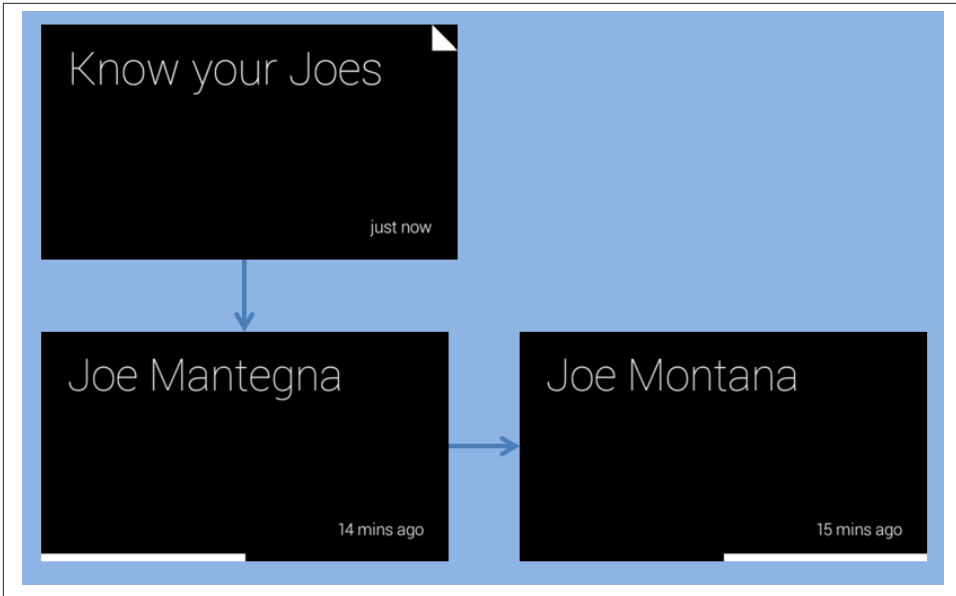 Know your Joes
just now
Joe Mantegna
14 mins ago
Joe Montana
15 mins ago